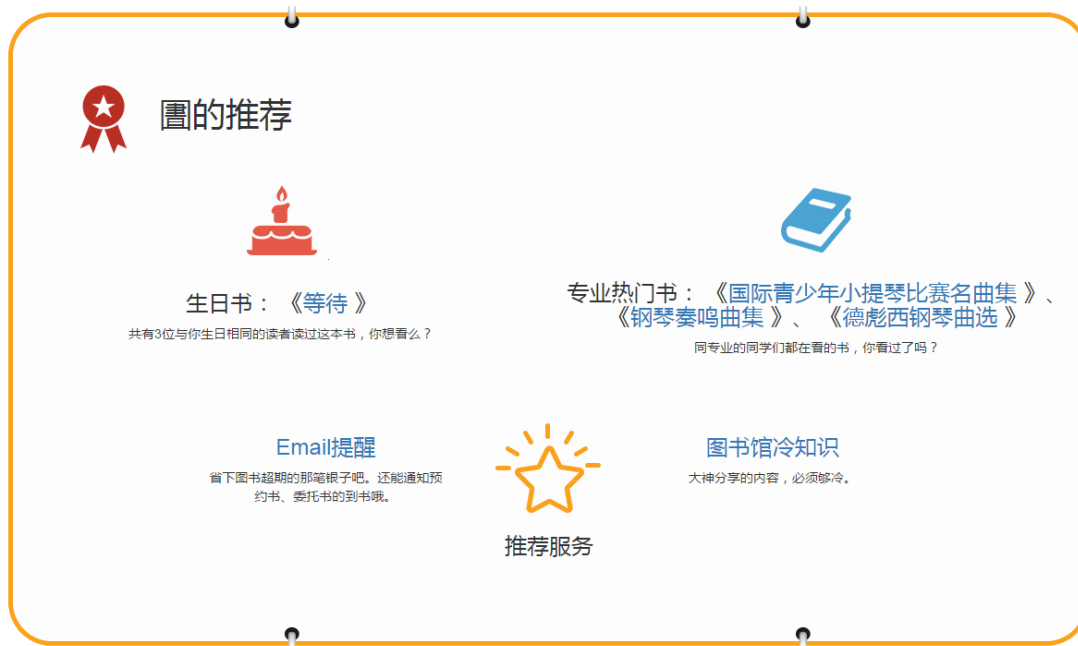 圕的推荐
生日书：《等待 》
共有3位与你生日相同的读者读过这本书，你想看么？
专业热门书：《国际青少年小提琴比赛名曲集 》、
《钢琴奏鸣曲集 》、 《德彪西钢琴曲选 》
同专业的同学们都在看的书，你看过了吗？
Email提醒
省下图书超期的那笔银子吧。还能通知预
约书、委托书的到书哦。
图书馆冷知识
大神分享的内容，必须够冷。
推荐服务